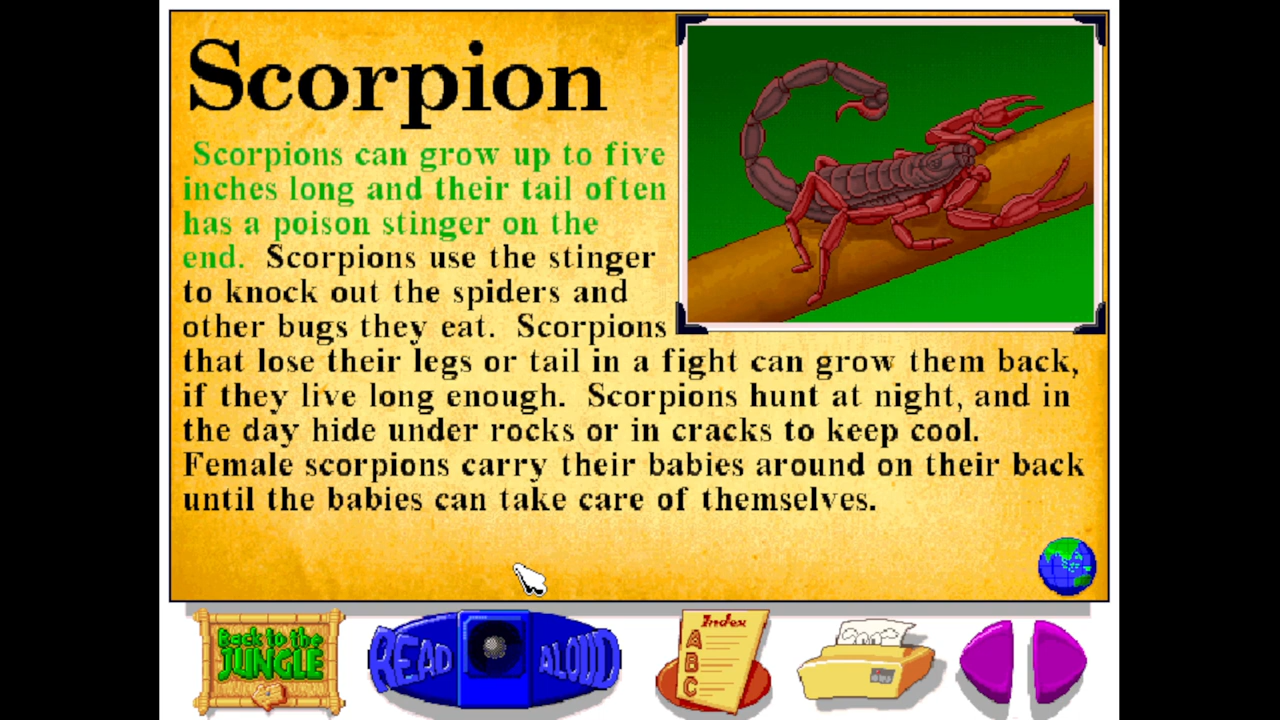 Scorpion
Scorpions can grow up to five
inches long and their tail often
has a poison stinger on the
end. Scorpions use the stinger
to knock out the spiders and
other bugs they eat. Scorpions
that lose their legs or tail in a fight can grow them back,
if they live long enough. Scorpions hunt at night, and in
the day hide under rocks or in cracks to keep cool.
Female scorpions carry their babies around on their back
until the babies can take care of themselves.
Back to the
JUNGLE
READ ALOUD
Index
A
B
C